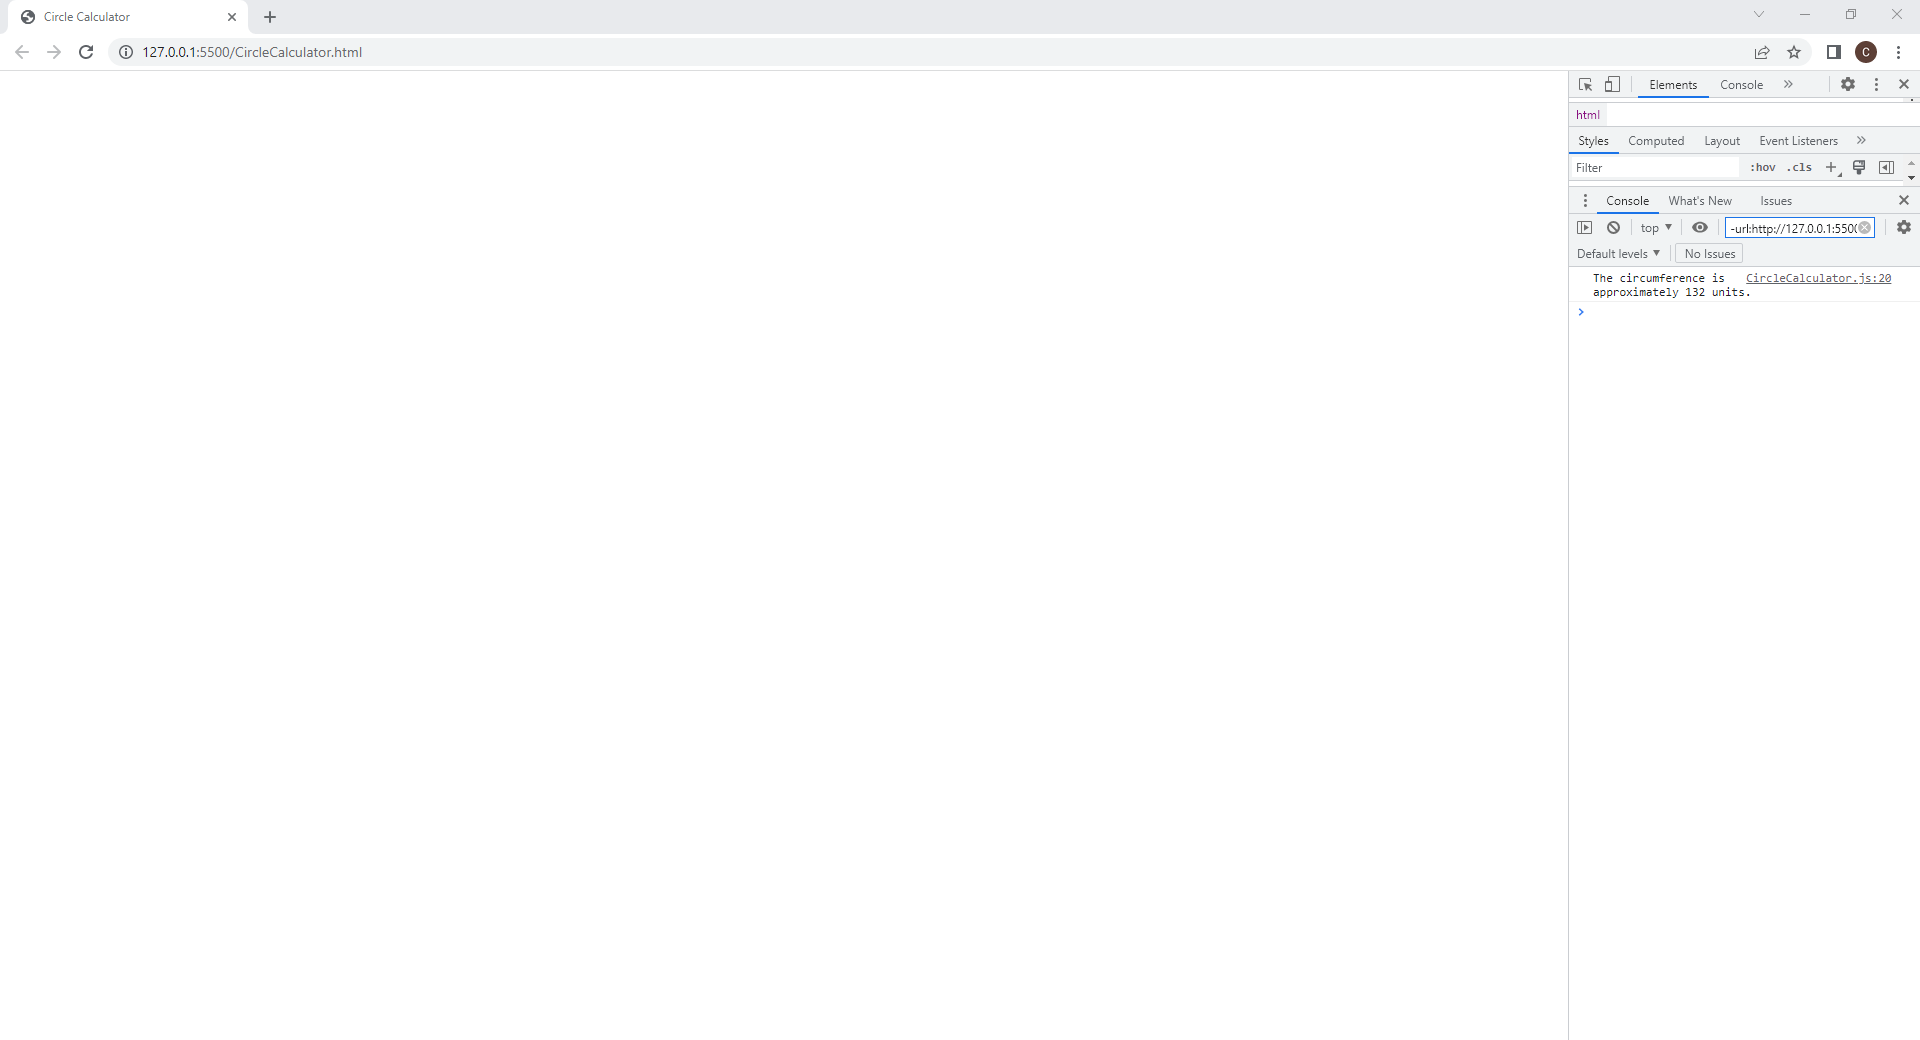 Circle Calculator
127.0.0.1:5500/CircleCalculator.html
C
Elements Console
html
Styles Computed Layout Event Listeners
Filter :hov .cls
Console What's New Issues
top -url:http://127.0.0.1:550
Default levels No Issues
The circumference is CircleCalculator.js:20
approximately 132 units.